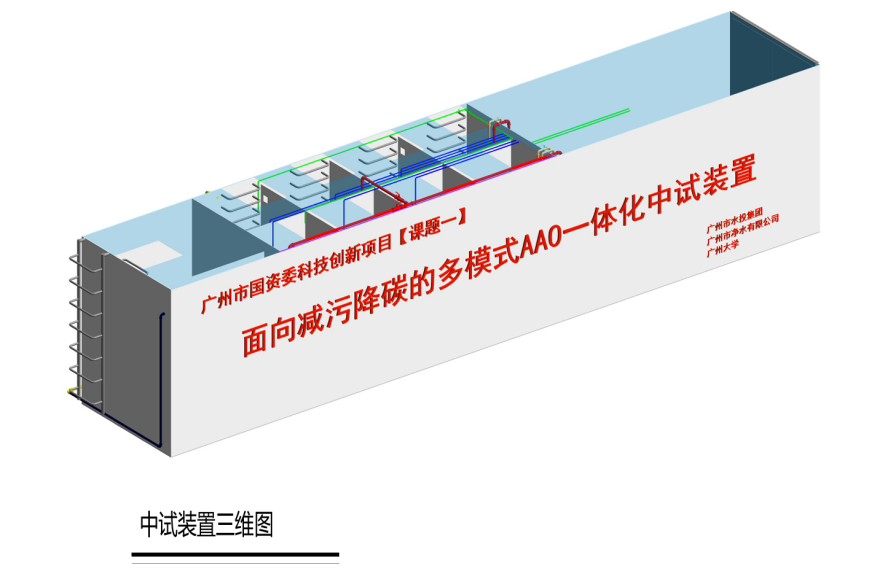 广州市国资委科技创新项目【课题一】
面向减污降碳的多模式AAO一体化中试装置
广州市水投集团
广州市净水有限公司
广州大学
中试装置三维图